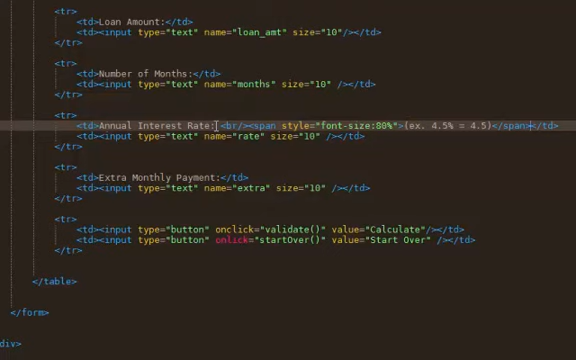 <tr>
<td>Loan Amount:</td>
<td><input type="text" name="loan_amt" size="10"/></td>
</tr>
<tr>
<td>Number of Months:</td>
<td><input type="text" name="months" size="10" /></td>
</tr>
<tr>
<td>Annual Interest Rate: <br/><span style="font-size:80%">(ex. 4.5% = 4.5)</span></td>
<td><input type="text" name="rate" size="10" /></td>
</tr>
<tr>
<td>Extra Monthly Payment:</td>
<td><input type="text" name="extra" size="10" /></td>
</tr>
<tr>
<td><input type="button" onclick="validate()" value="Calculate"/></td>
<td><input type="button" onlick="startOver()" value="Start Over" /></td>
</tr>
</table>
</form>
div>